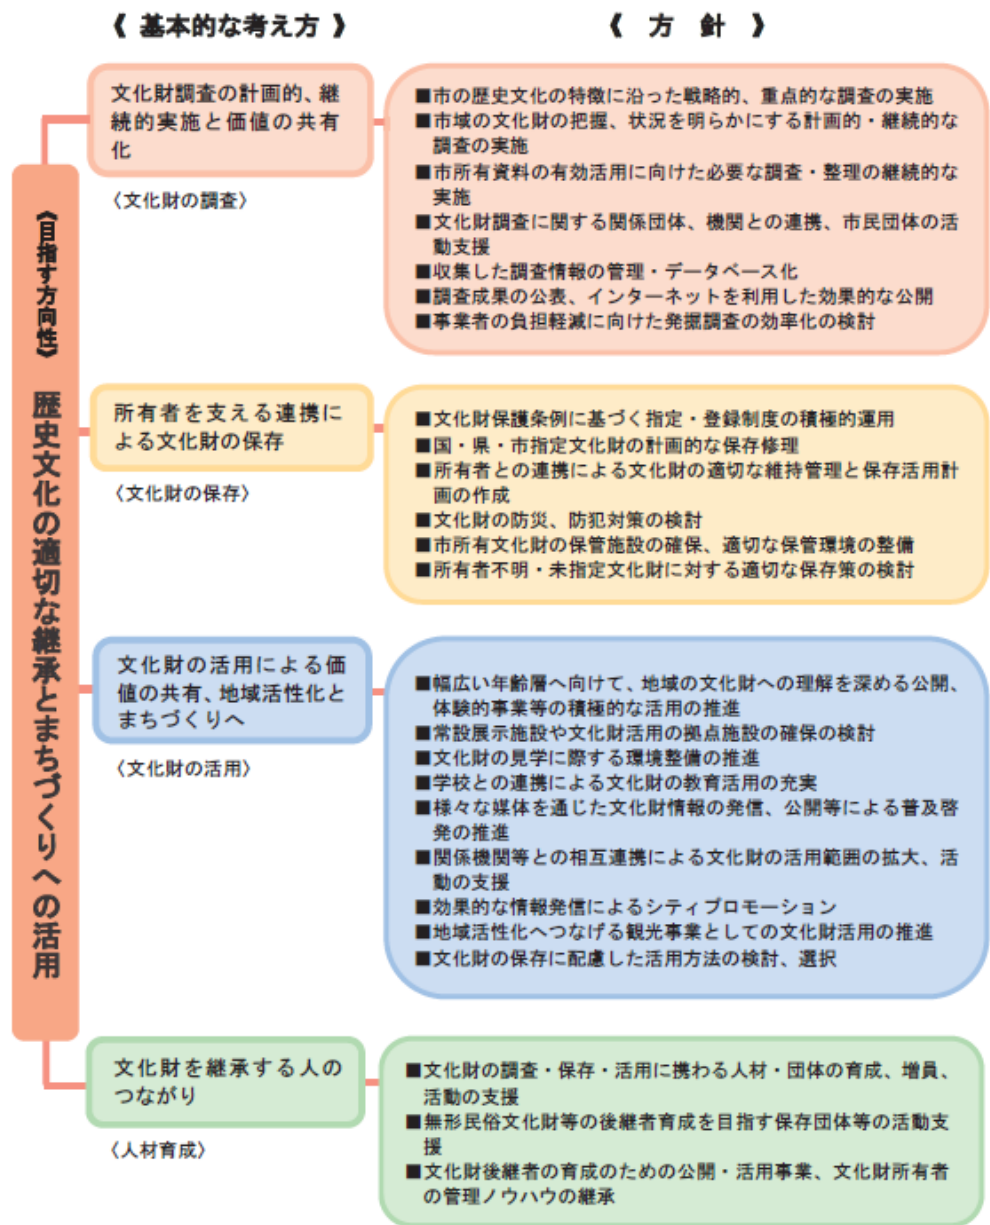 《 基本的な考え方 》
《 方 針 》
《目指す方向性》 歴史文化の適切な継承とまちづくりへの活用
文化財調査の計画的、継
続的実施と価値の共有
化
〈文化財の調査〉
■市の歴史文化の特徴に沿った戦略的、重点的な調査の実施
■市域の文化財の把握、状況を明らかにする計画的・継続的な
調査の実施
■市所有資料の有効活用に向けた必要な調査・整理の継続的な
実施
■文化財調査に関する関係団体、機関との連携、市民団体の活
動支援
■収集した調査情報の管理・データベース化
■調査成果の公表、インターネットを利用した効果的な公開
■事業者の負担軽減に向けた発掘調査の効率化の検討
所有者を支える連携に
よる文化財の保存
〈文化財の保存〉
■文化財保護条例に基づく指定・登録制度の積極的運用
■国・県・市指定文化財の計画的な保存修理
■所有者との連携による文化財の適切な維持管理と保存活用計
画の作成
■文化財の防災、防犯対策の検討
■市所有文化財の保管施設の確保、適切な保管環境の整備
■所有者不明・未指定文化財に対する適切な保存策の検討
文化財の活用による価
値の共有、地域活性化と
まちづくりへ
〈文化財の活用〉
■幅広い年齢層へ向けて、地域の文化財への理解を深める公開、
体験的事業等の積極的な活用の推進
■常設展示施設や文化財活用の拠点施設の確保の検討
■文化財の見学に際する環境整備の推進
■学校との連携による文化財の教育活用の充実
■様々な媒体を通じた文化財情報の発信、公開等による普及啓
発の推進
■関係機関等との相互連携による文化財の活用範囲の拡大、活
動の支援
■効果的な情報発信によるシティプロモーション
■地域活性化へつなげる観光事業としての文化財活用の推進
■文化財の保存に配慮した活用方法の検討、選択
文化財を継承する人の
つながり
〈人材育成〉
■文化財の調査・保存・活用に携わる人材・団体の育成、増員、
活動の支援
■無形民俗文化財等の後継者育成を目指す保存団体等の活動支
援
■文化財後継者の育成のための公開・活用事業、文化財所有者
の管理ノウハウの継承